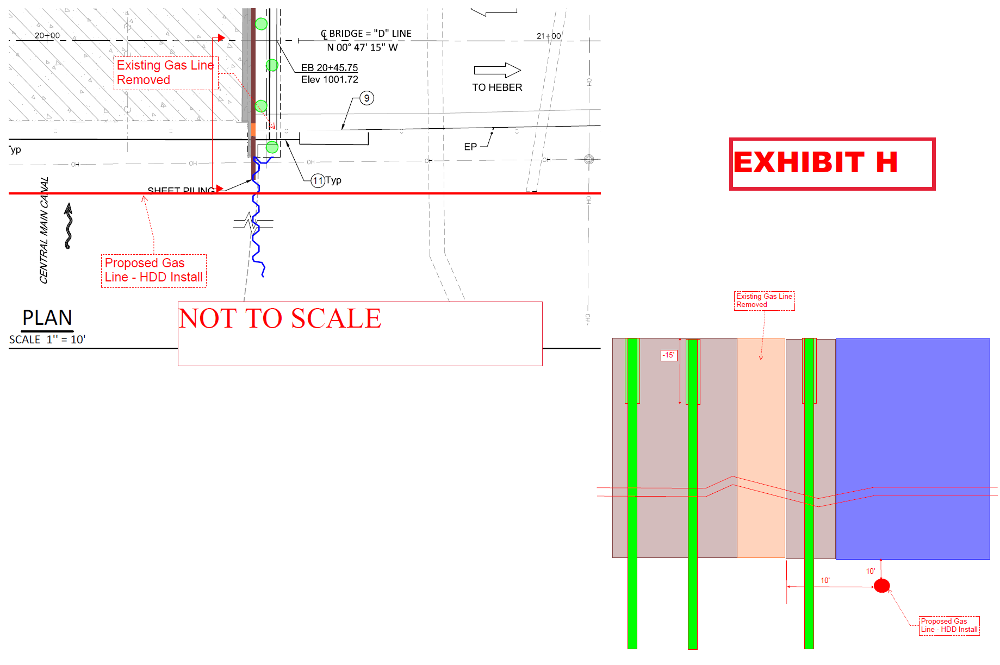 20+00
Existing Gas Line
Removed
℄ BRIDGE = "D" LINE
N 00° 47' 15" W
EB 20+45.75
Elev 1001.72
21+00
TO HEBER
9
OH
EP
Typ
OH
OH
OH
OH
OH
11 Typ
SHEET PILING
OH
CENTRAL MAIN CANAL
Proposed Gas
Line - HDD Install
OH
PLAN
SCALE 1'' = 10'
NOT TO SCALE
EXHIBIT H
Existing Gas Line
Removed
-15'
10'
10'
Proposed Gas
Line - HDD Install